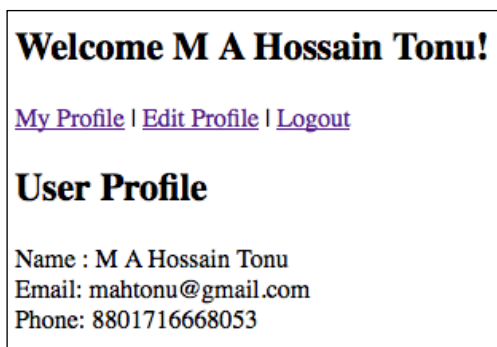 Welcome M A Hossain Tonu!
My Profile | Edit Profile | Logout
User Profile
Name : M A Hossain Tonu
Email: mahtonu@gmail.com
Phone: 8801716668053